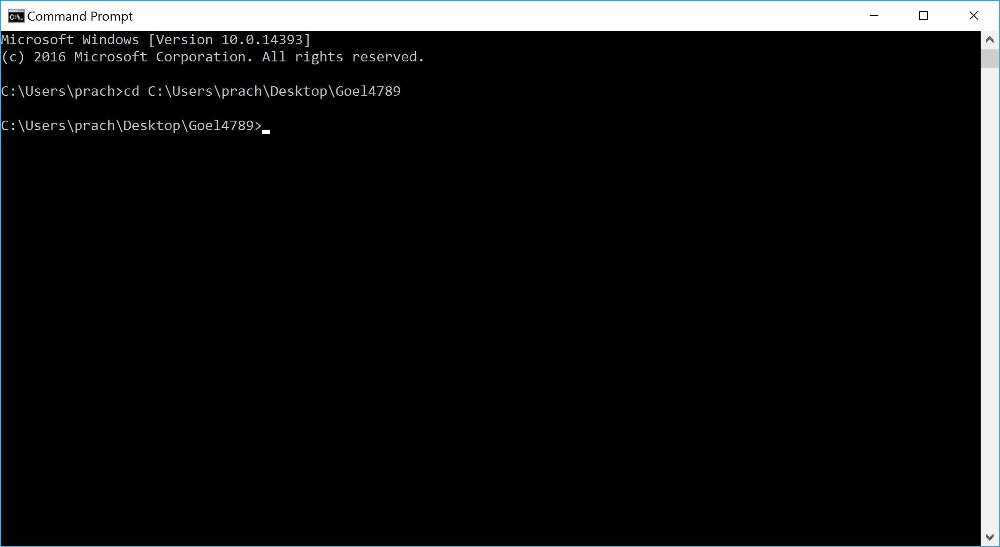 Command Prompt
Microsoft Windows [Version 10.0.14393]
(c) 2016 Microsoft Corporation. All rights reserved.
C:\Users\prach>cd C:\Users\prach\Desktop\Goel4789
C:\Users\prach\Desktop\Goel4789>